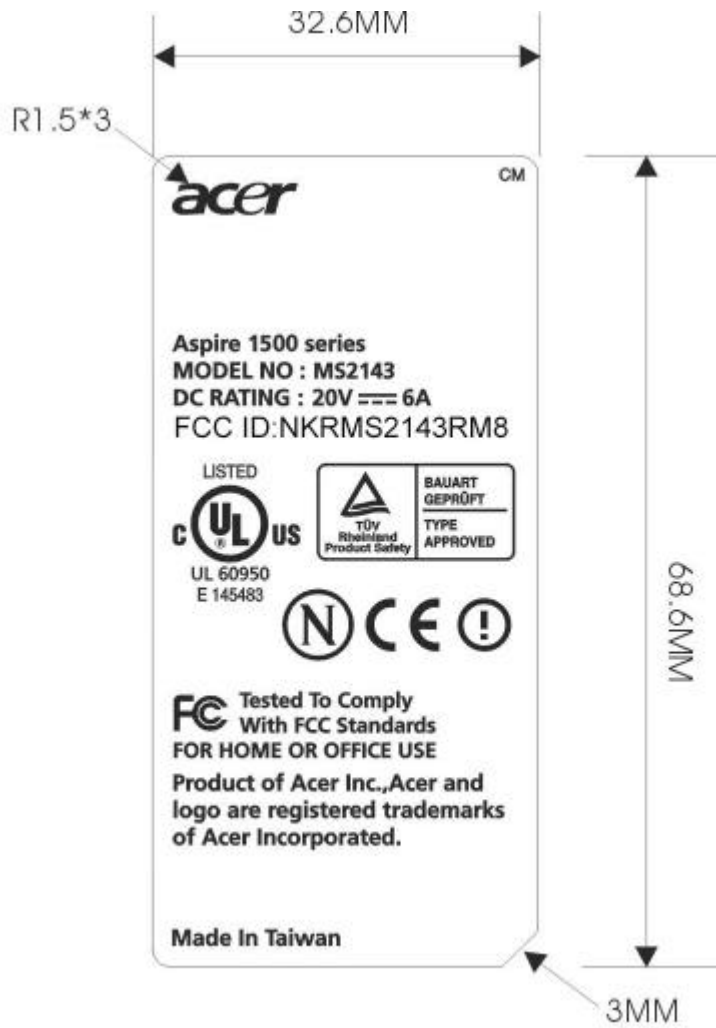 32.6MM
R1.5*3
acer
CM
Aspire 1500 series
MODEL NO : MS2143
DC RATING : 20V ⎓ 6A
FCC ID:NKRMS2143RM8
LISTED
C UL ® US
UL 60950
E 145483
TÜV
Rheinland
Product Safety
BAUART
GEPRÜFT
TYPE
APPROVED
N CE !
68.6MM
FC Tested To Comply
With FCC Standards
FOR HOME OR OFFICE USE
Product of Acer Inc.,Acer and
logo are registered trademarks
of Acer Incorporated.
Made In Taiwan
3MM